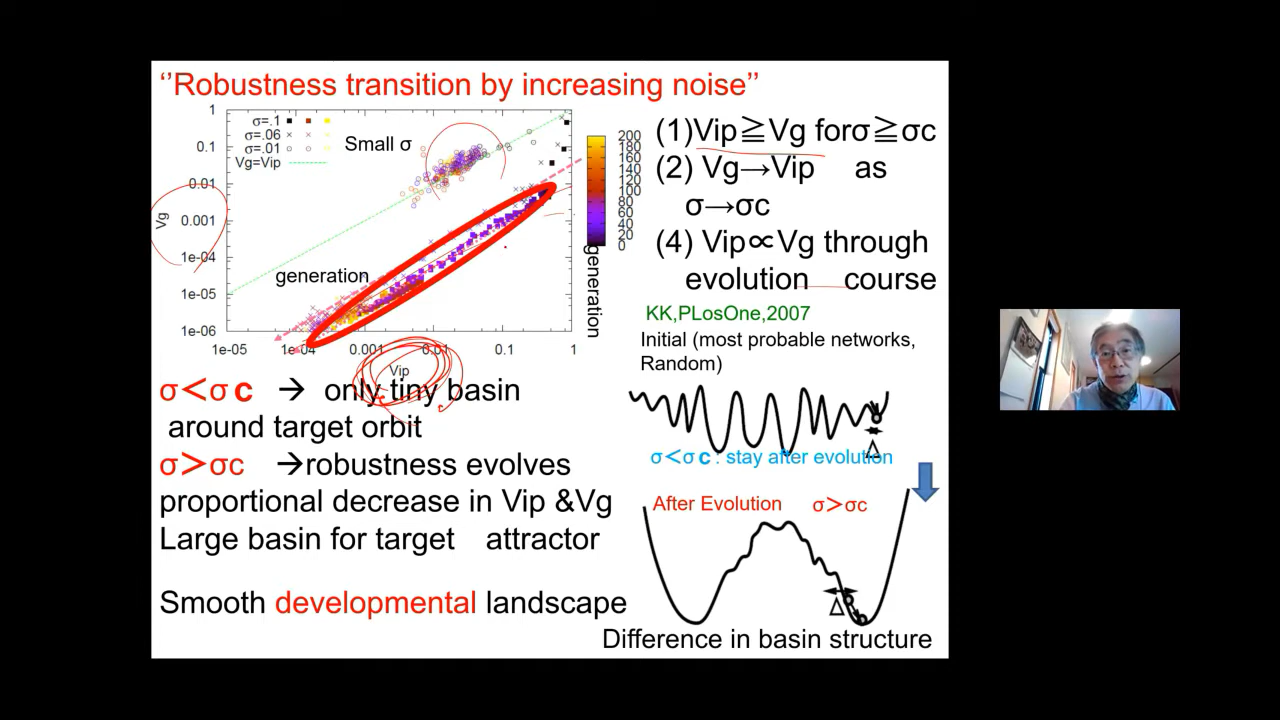 ‘’Robustness transition by increasing noise’’
1
0.1
0.01
0.001
1e-04
1e-05
1e-06
Vg
σ=.1
σ=.06
σ=.01
Vg=Vip
Small σ
generation
1e-05
1e-04
0.001
0.01
0.1
1
Vip
200
180
160
140
120
100
80
60
40
20
0
generation
(1)Vip≧Vg forσ≧σc
(2) Vg→Vip as
σ→σc
(4) Vip∝Vg through
evolution course
KK,PLosOne,2007
Initial (most probable networks,
Random)
σ<σc → only tiny basin
around target orbit
σ>σc →robustness evolves
proportional decrease in Vip &Vg
Large basin for target attractor
Smooth developmental landscape
Δ
σ<σc : stay after evolution
After Evolution σ>σc
Δ
Difference in basin structure